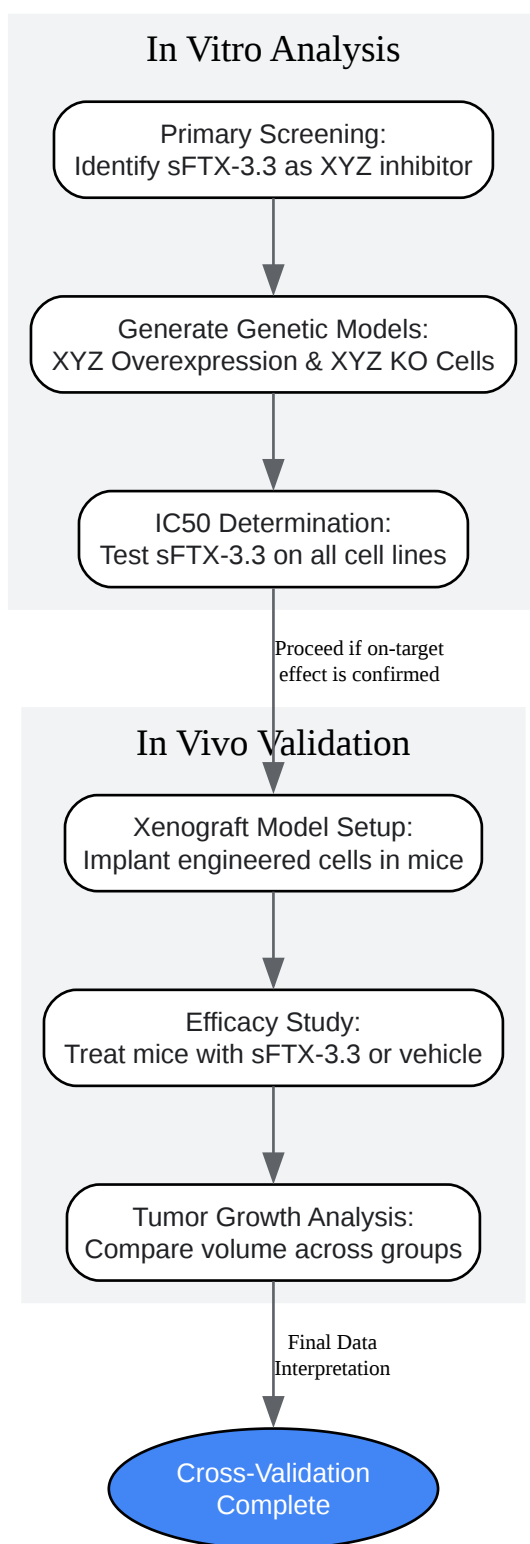 In Vitro Analysis
Primary Screening:
Identify sFTX-3.3 as XYZ inhibitor
Generate Genetic Models:
XYZ Overexpression & XYZ KO Cells
IC50 Determination:
Test sFTX-3.3 on all cell lines
Proceed if on-target
effect is confirmed
In Vivo Validation
Xenograft Model Setup:
Implant engineered cells in mice
Efficacy Study:
Treat mice with sFTX-3.3 or vehicle
Tumor Growth Analysis:
Compare volume across groups
Final Data
Interpretation
Cross-Validation
Complete